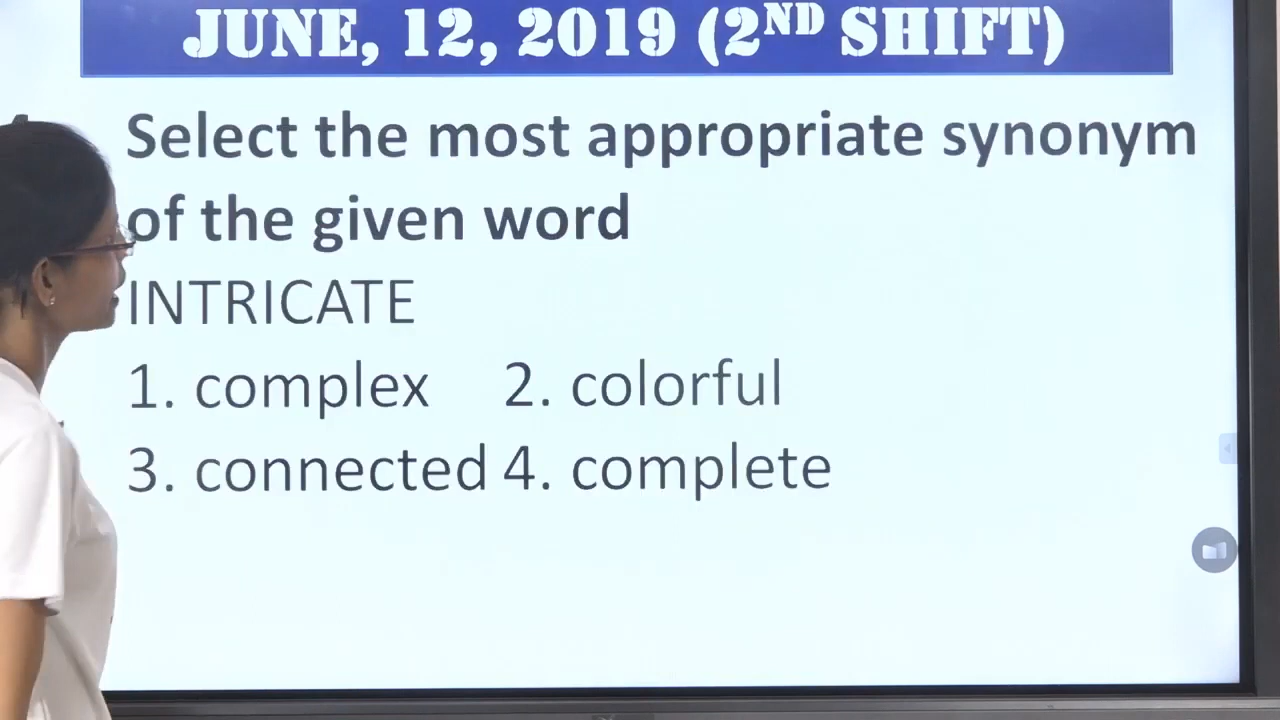 JUNE, 12, 2019 (2ND SHIFT)
Select the most appropriate synonym
of the given word
INTRICATE
1. complex 2. colorful
3. connected 4. complete